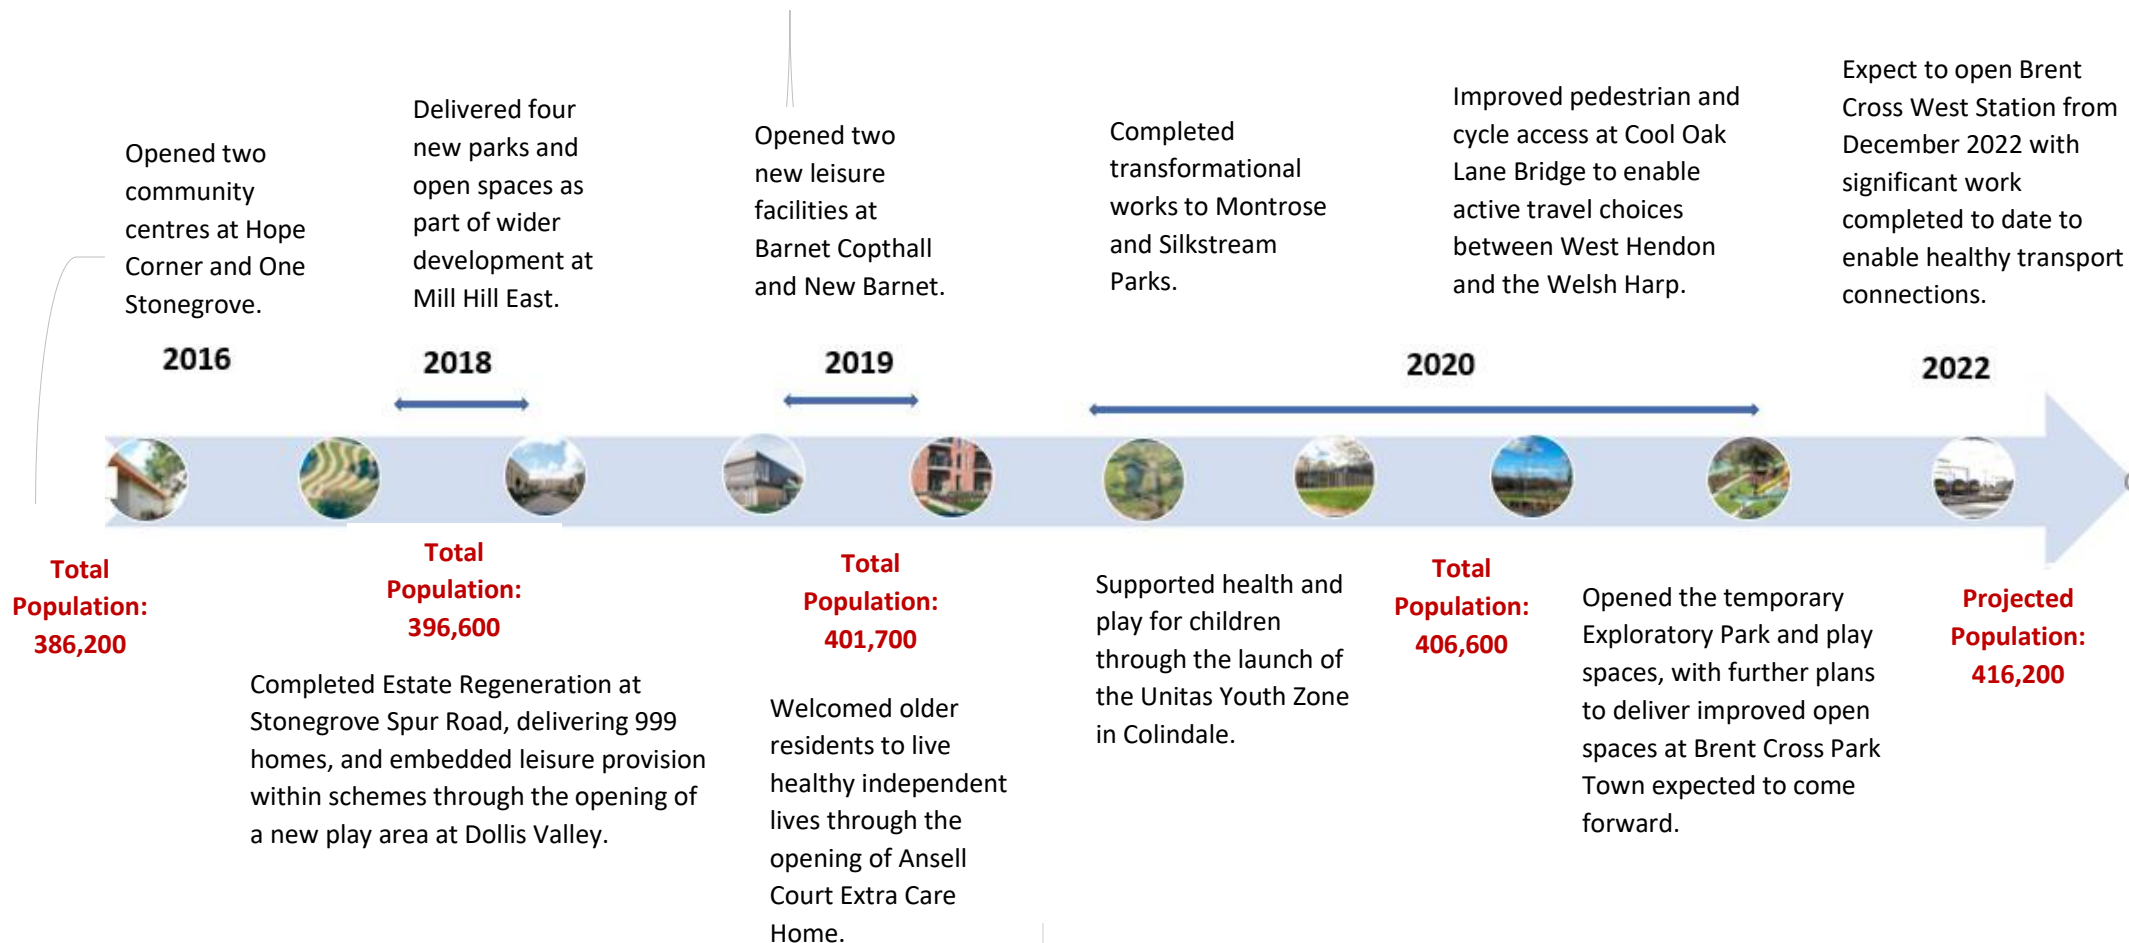 Opened two
community
centres at Hope
Corner and One
Stonegrove.
Delivered four
new parks and
open spaces as
part of wider
development at
Mill Hill East.
Opened two
new leisure
facilities at
Barnet Copthall
and New Barnet.
Completed
transformational
works to Montrose
and Silkstream
Parks.
Improved pedestrian and
cycle access at Cool Oak
Lane Bridge to enable
active travel choices
between West Hendon
and the Welsh Harp.
Expect to open Brent
Cross West Station from
December 2022 with
significant work
completed to date to
enable healthy transport
connections.
2016
2018
2019
2020
2022
Total
Population:
386,200
Total
Population:
396,600
Total
Population:
401,700
Total
Population:
406,600
Projected
Population:
416,200
Completed Estate Regeneration at
Stonegrove Spur Road, delivering 999
homes, and embedded leisure provision
within schemes through the opening of
a new play area at Dollis Valley.
Welcomed older
residents to live
healthy independent
lives through the
opening of Ansell
Court Extra Care
Home.
Supported health and
play for children
through the launch of
the Unitas Youth Zone
in Colindale.
Opened the temporary
Exploratory Park and play
spaces, with further plans
to deliver improved open
spaces at Brent Cross Park
Town expected to come
forward.